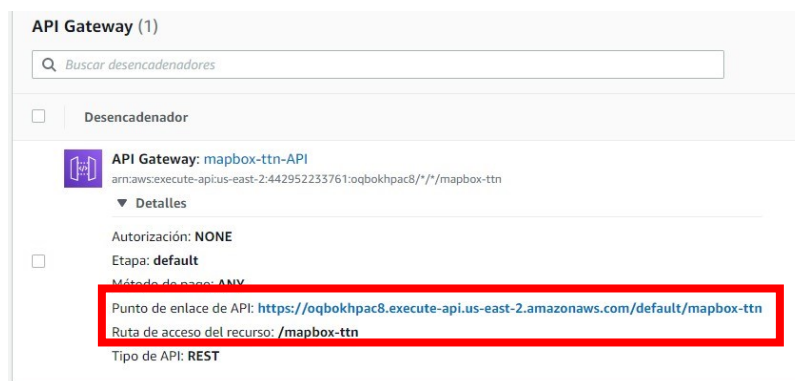 API Gateway (1)
Buscar desencadenadores
Desencadenador
API Gateway: mapbox-ttn-API
arn:aws:execute-api:us-east-2:442952233761:oqbokhpac8/*/*/mapbox-ttn
▼ Detalles
Autorización: NONE
Etapa: default
Método de pago: ANY
Punto de enlace de API: https://oqbokhpac8.execute-api.us-east-2.amazonaws.com/default/mapbox-ttn
Ruta de acceso del recurso: /mapbox-ttn
Tipo de API: REST